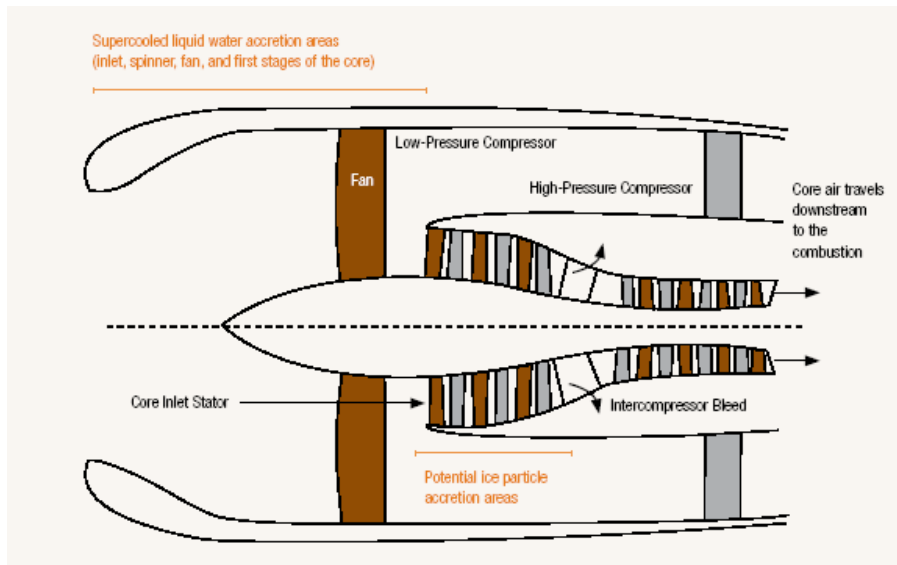 Supercooled liquid water accretion areas
(inlet, spinner, fan, and first stages of the core)
Low-Pressure Compressor
Fan
High-Pressure Compressor
Core air travels
downstream
to the
combustion
Core Inlet Stator
Intercompressor Bleed
Potential ice particle
accretion areas